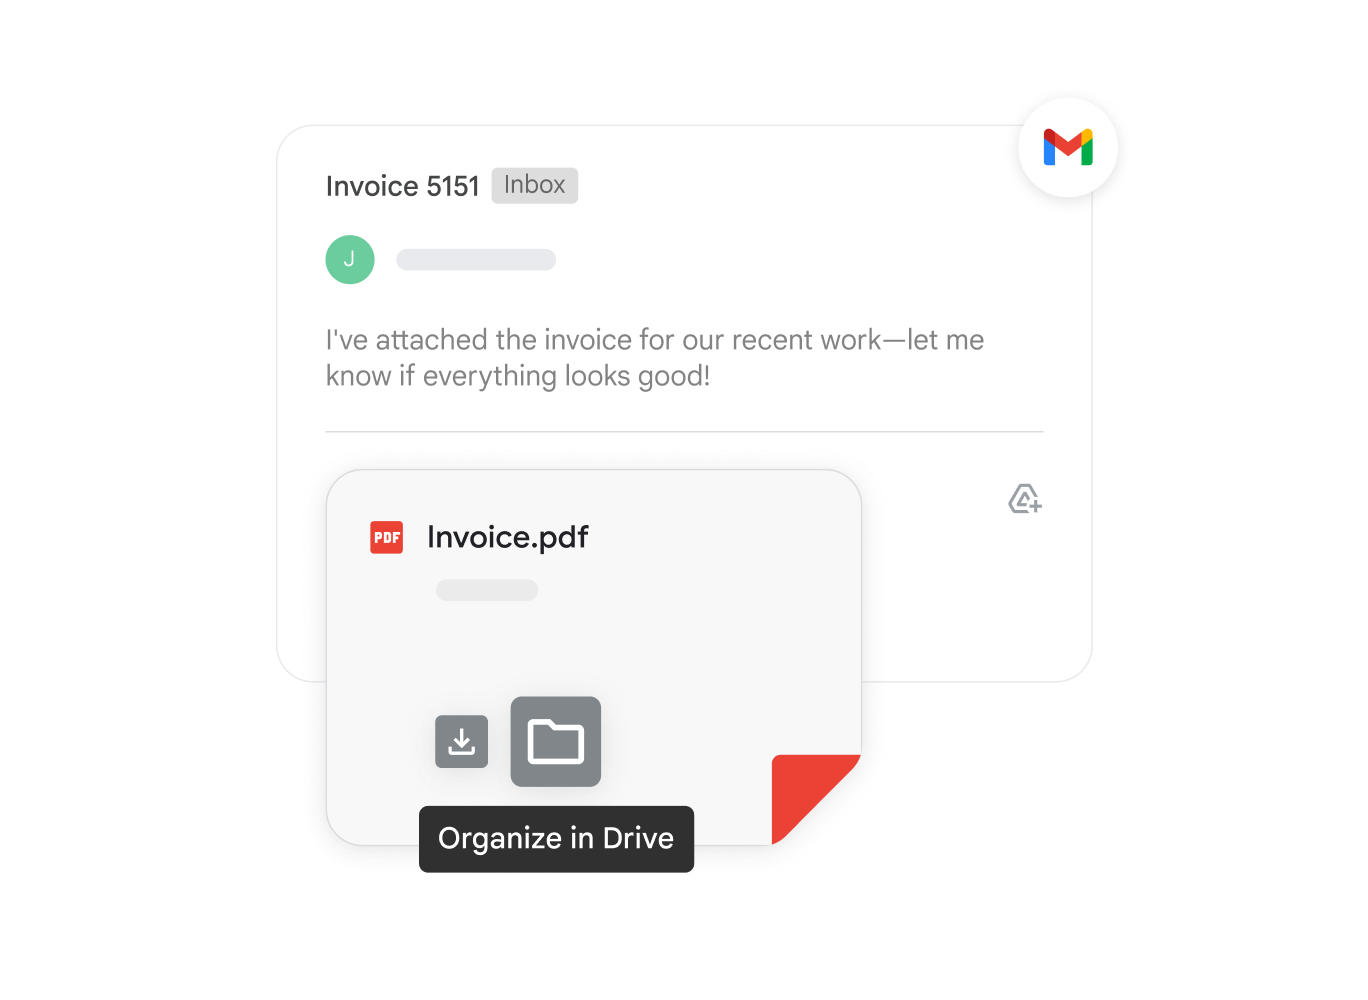 Invoice 5151 Inbox
J
I've attached the invoice for our recent work—let me
know if everything looks good!
PDF Invoice.pdf
Organize in Drive